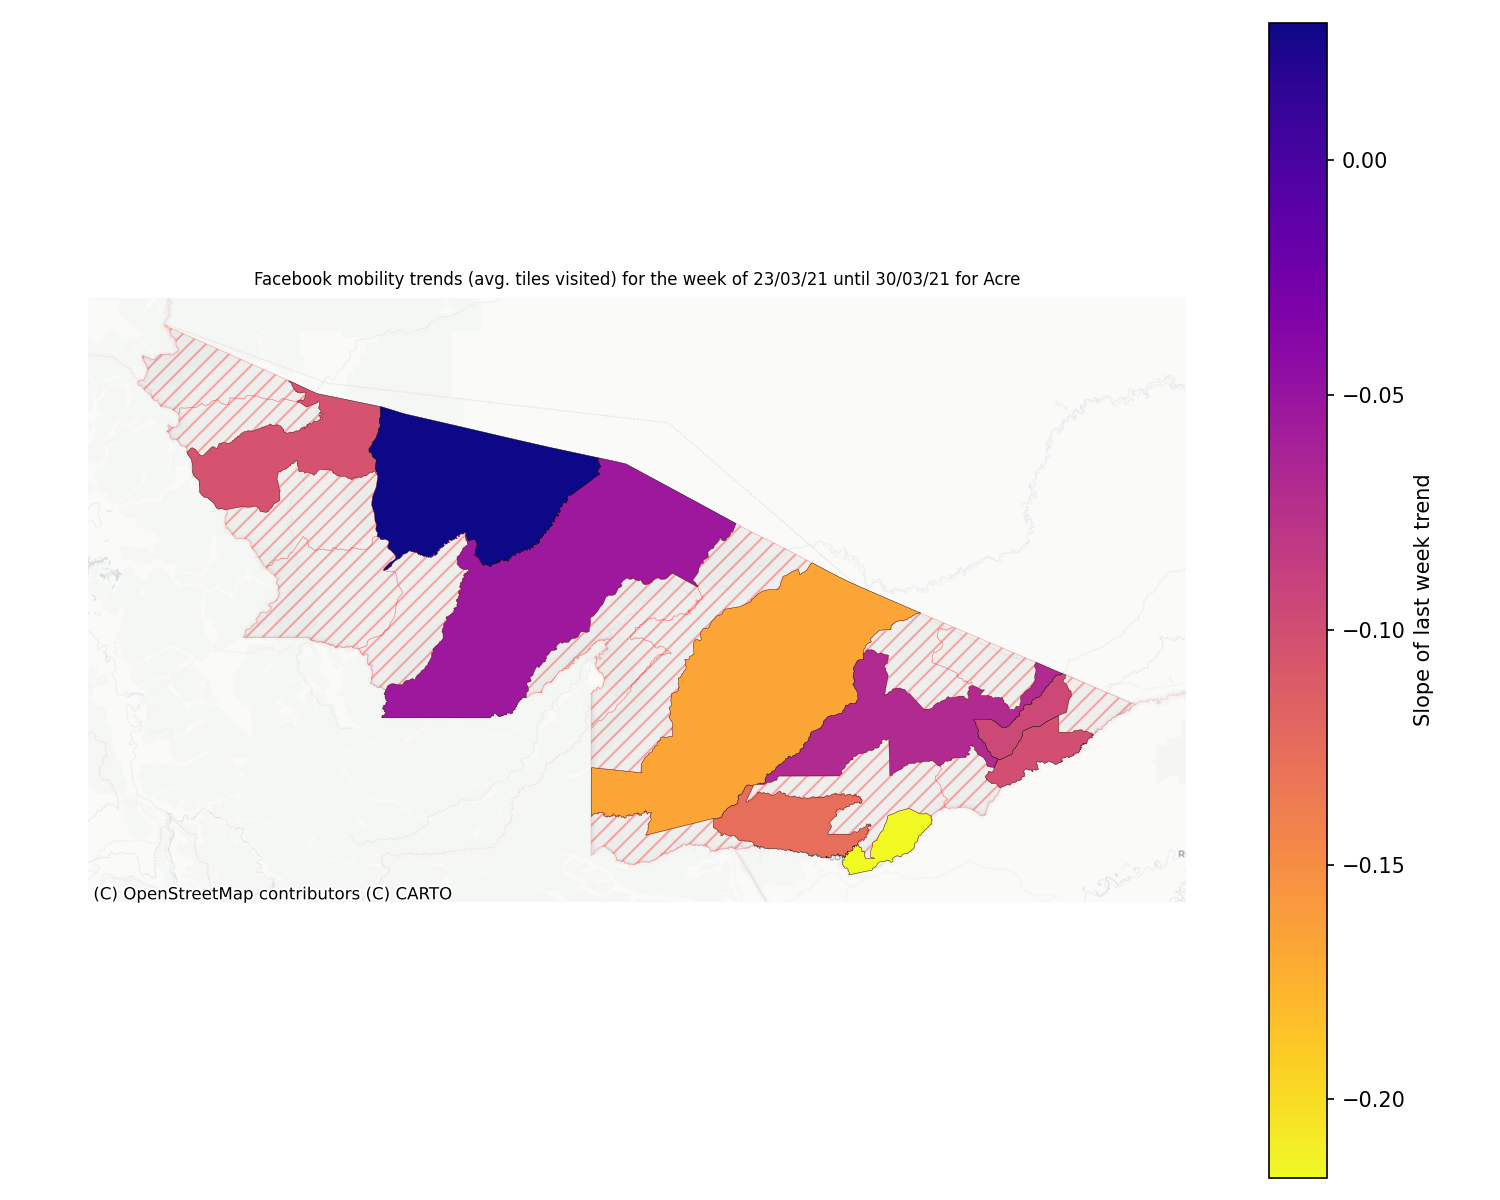 Facebook mobility trends (avg. tiles visited) for the week of 23/03/21 until 30/03/21 for Acre
0.00
−0.05
−0.10
−0.15
−0.20
Slope of last week trend
(C) OpenStreetMap contributors (C) CARTO